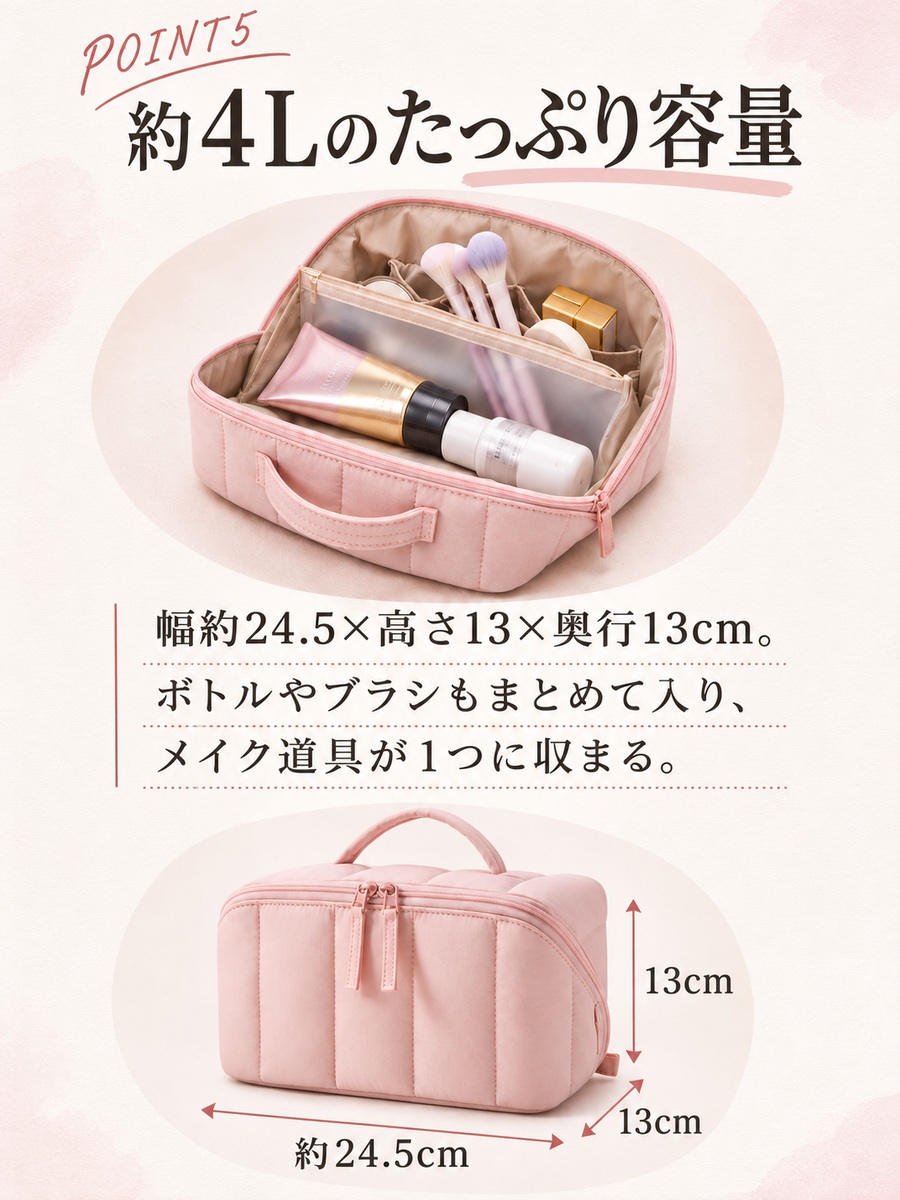 POINT5
約4Lのたっぷり容量
幅約24.5×高さ13×奥行13cm。
ボトルやブラシもまとめて入り、
メイク道具が1つに収まる。
13cm
13cm
約24.5cm